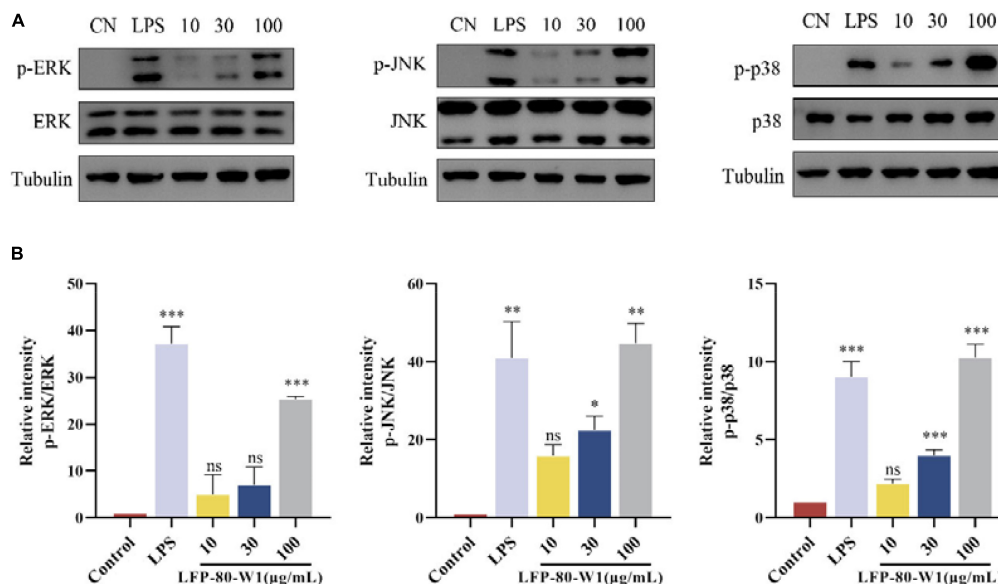 A
CN LPS 10 30 100
p-ERK
ERK
Tubulin
CN LPS 10 30 100
p-JNK
JNK
Tubulin
CN LPS 10 30 100
p-p38
p38
Tubulin
B
Relative intensity
p-ERK/ERK
50
40
30
20
10
0
***
ns
ns
***
Control LPS 10 30 100
LFP-80-W1(μg/mL)
Relative intensity
p-JNK/JNK
60
40
20
0
**
ns
*
**
Control LPS 10 30 100
LFP-80-W1(μg/mL)
Relative intensity
p-p38/p38
15
10
5
0
***
ns
***
***
Control LPS 10 30 100
LFP-80-W1(μg/mL)